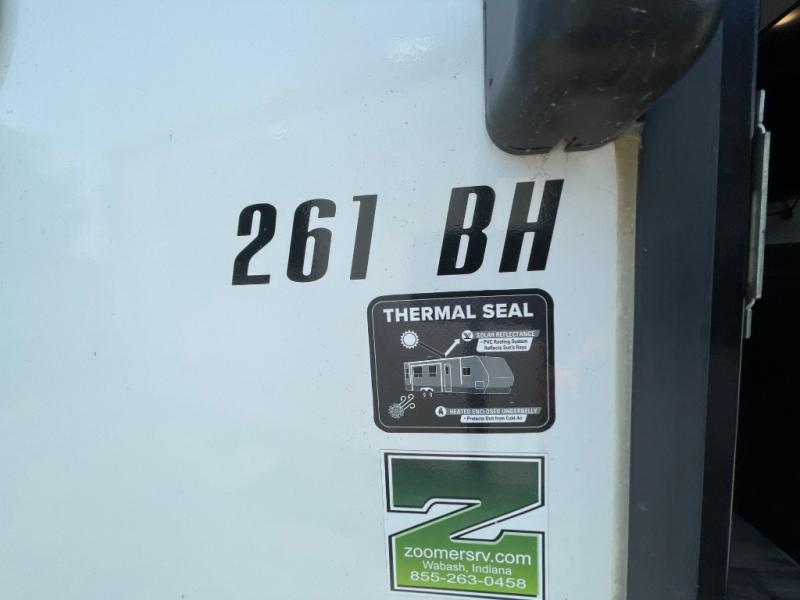 261 BH
THERMAL SEAL
SOLAR REFLECTANCE
• PVC Roofing System
Reflects Sun's Rays
HEATED ENCLOSED UNDERBELLY
• Protects Unit from Cold Air
Z
zoomersrv.com
Wabash, Indiana
855-263-0458